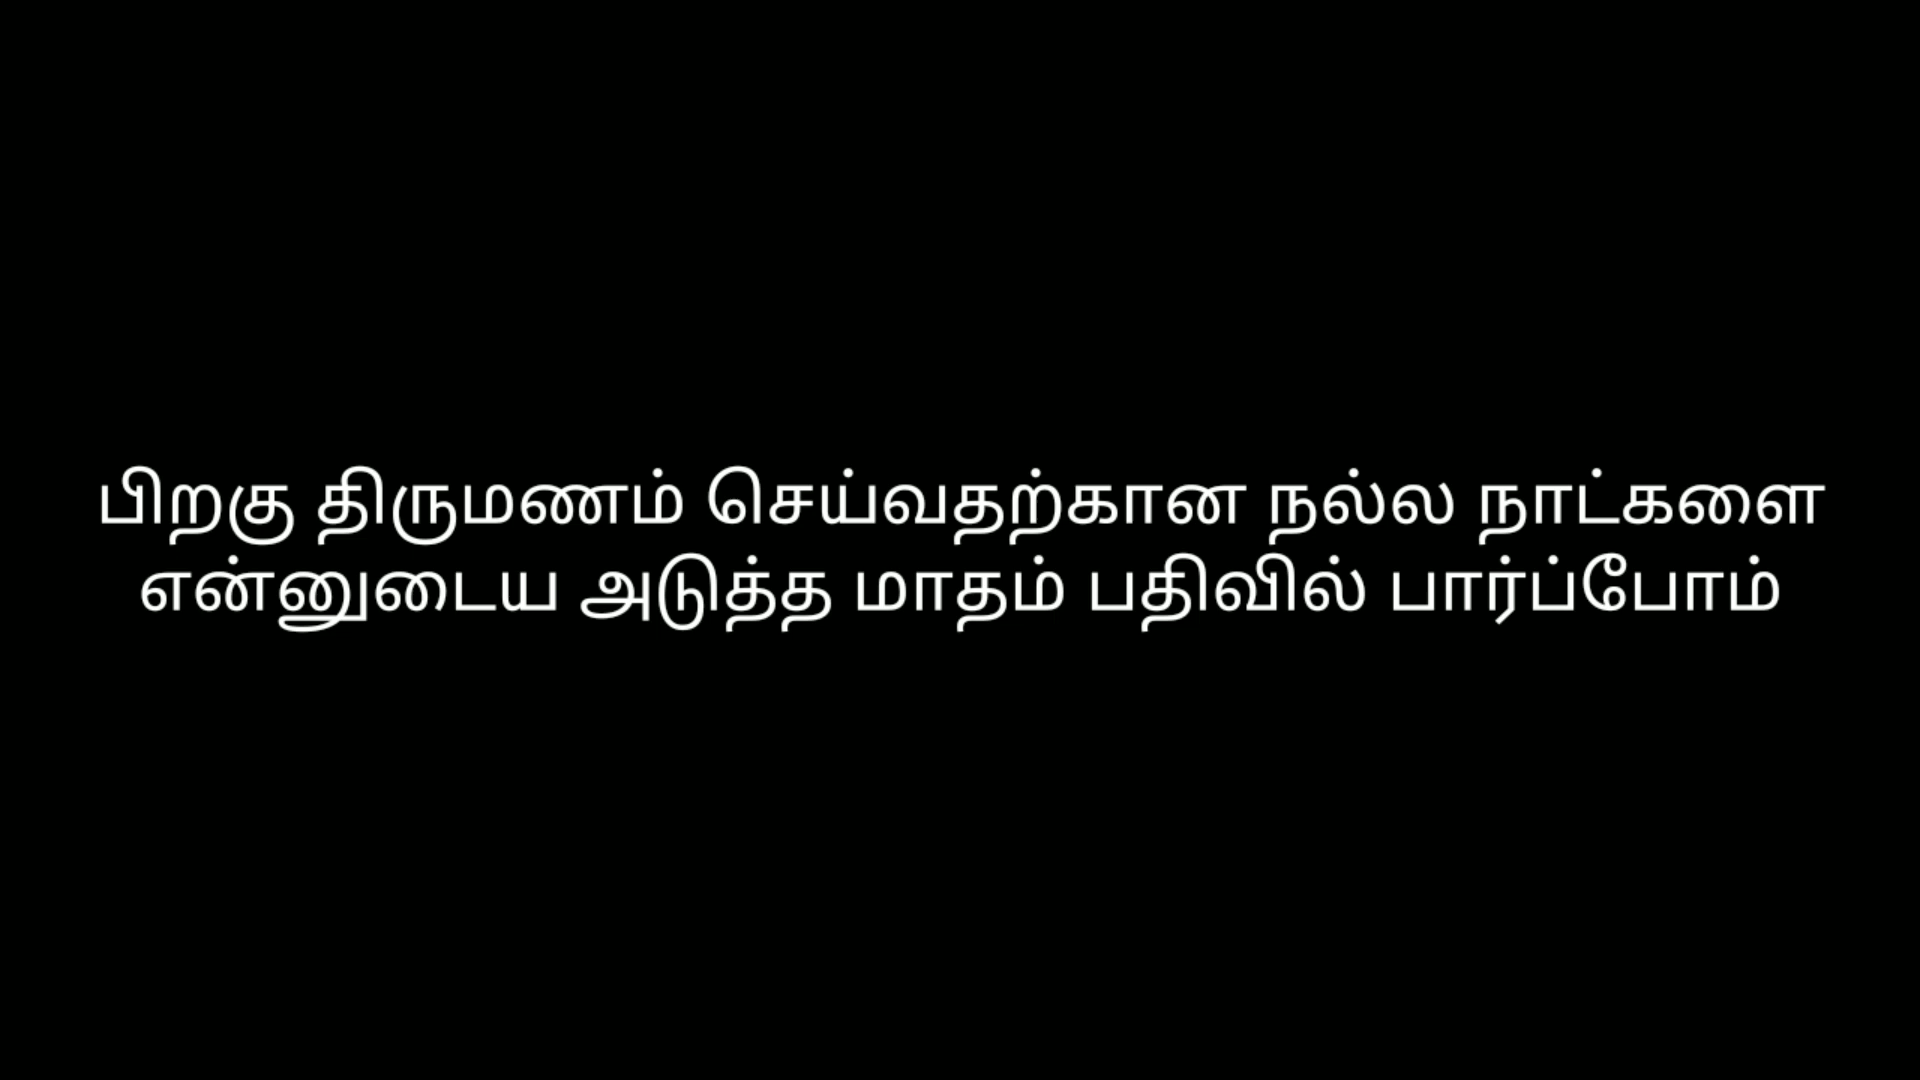 பிறகு திருமணம் செய்வதற்கான நல்ல நாட்களை
என்னுடைய அடுத்த மாதம் பதிவில் பார்ப்போம்